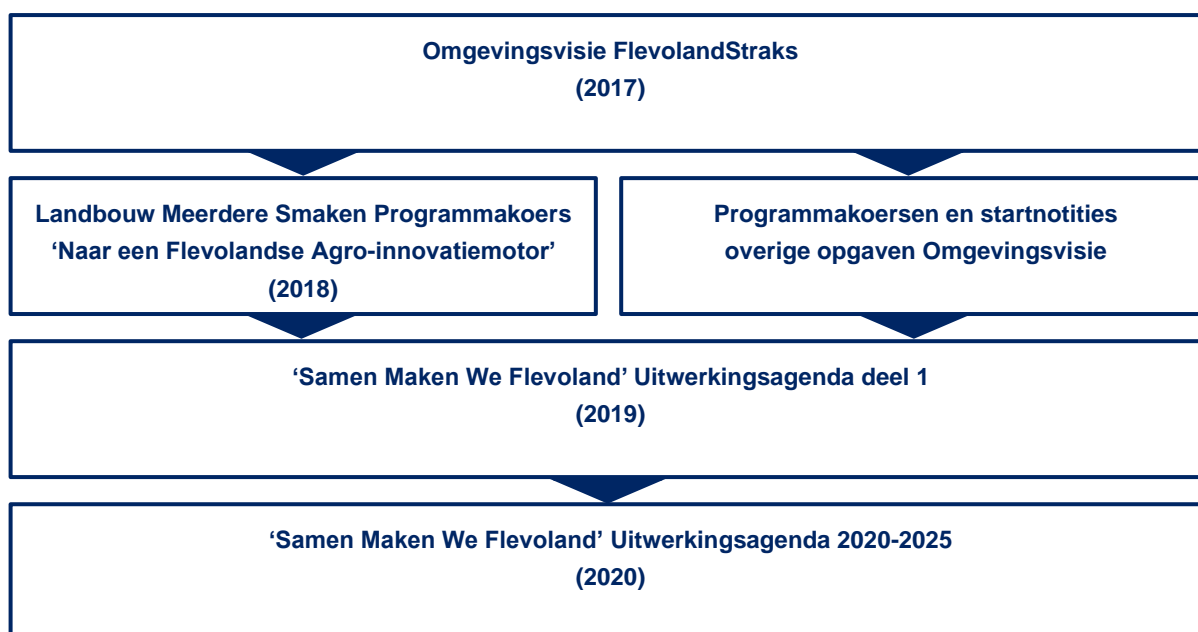 Omgevingsvisie FlevolandStraks
(2017)
Landbouw Meerdere Smaken Programmakoers
‘Naar een Flevolandse Agro-innovatiemotor’
(2018)
Programmakoersen en startnotities
overige opgaven Omgevingsvisie
‘Samen Maken We Flevoland’ Uitwerkingsagenda deel 1
(2019)
‘Samen Maken We Flevoland’ Uitwerkingsagenda 2020-2025
(2020)